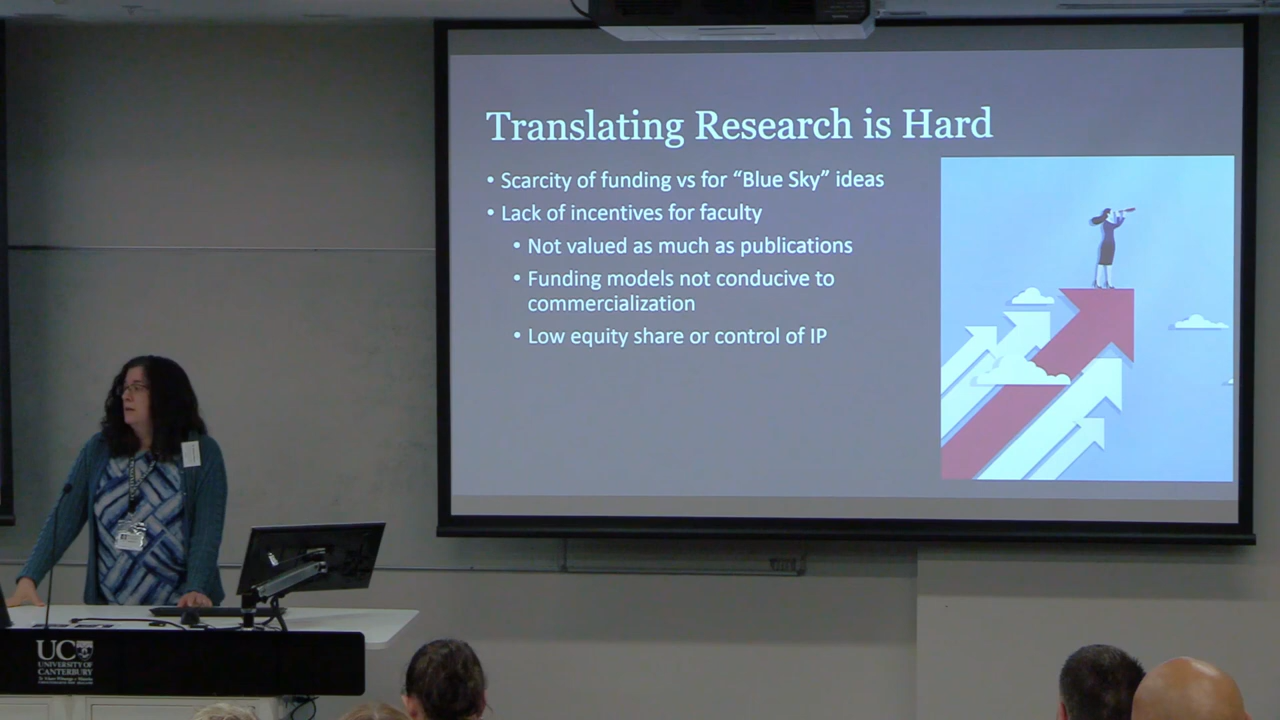 Translating Research is Hard
• Scarcity of funding vs for “Blue Sky” ideas
• Lack of incentives for faculty
• Not valued as much as publications
• Funding models not conducive to
commercialization
• Low equity share or control of IP
UC
UNIVERSITY OF
CANTERBURY